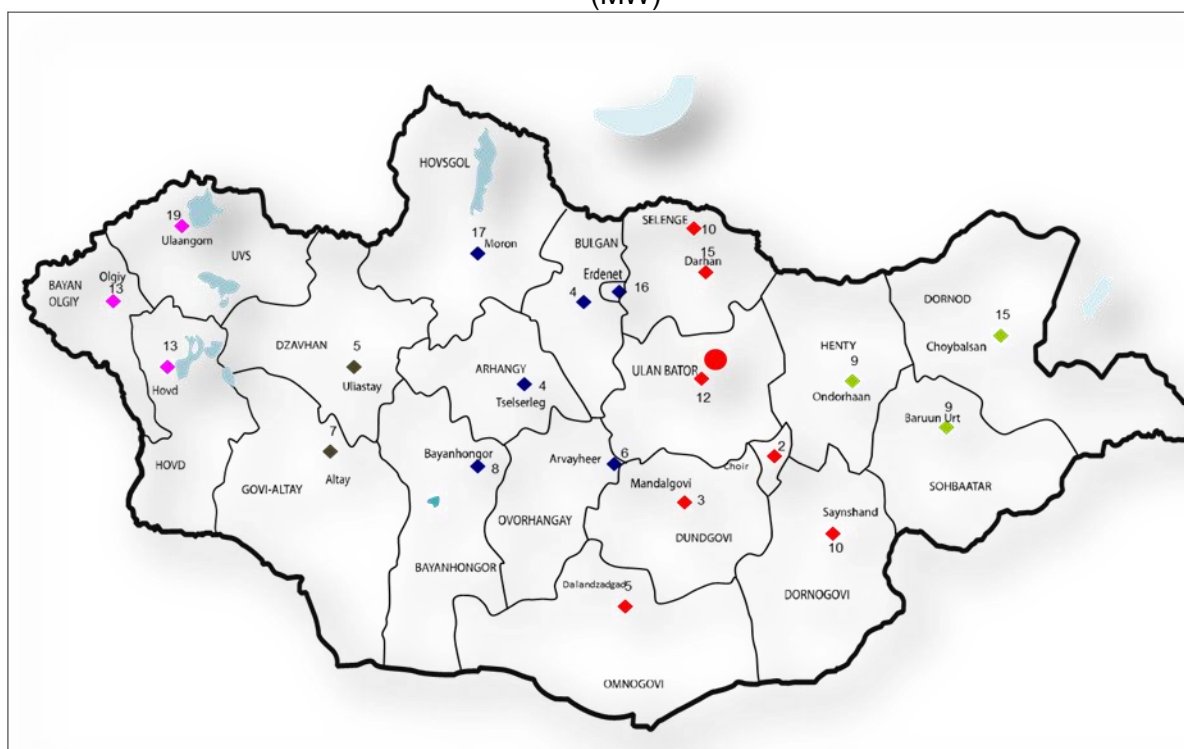 (MW)
HOVSGOL
19
Ulaangom
UVS
SELENGE
10
17
Moron
BULGAN
15
Darhan
BAYAN
OLGIY
Olgiy
13
Erdenet
4
16
DORNOD
15
Choybalsan
13
Hovd
DZAVHAN
5
Uliastay
ARHANGY
4
Tselserleg
ULAN BATOR
12
HENTY
9
Ondorhaan
9
Baruun Urt
7
Altay
HOVD
GOVI-ALTAY
Bayanhongor
8
Arvayheer
6
Choir
2
Mandalgovi
3
SOHBAATAR
OVORHANGAY
DUNDGOVI
Saynshand
10
BAYANHONGOR
Dalandzadgad
5
DORNOGOVI
OMNOGOVI